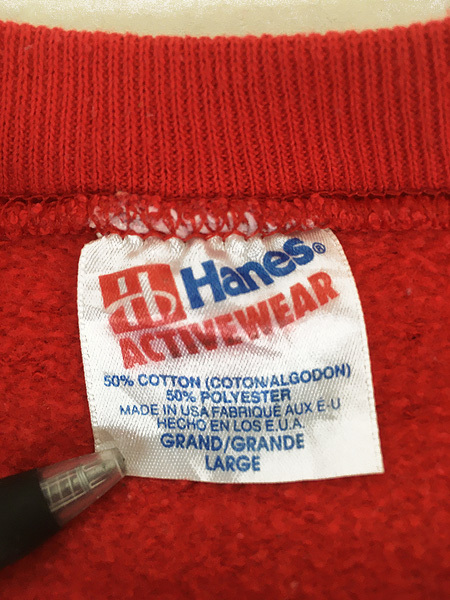 Hanes®
ACTIVEWEAR
50% COTTON (COTON/ALGODON)
50% POLYESTER
MADE IN USA FABRIQUE AUX E-U
HECHO EN LOS E.U.A.
GRAND/GRANDE
LARGE